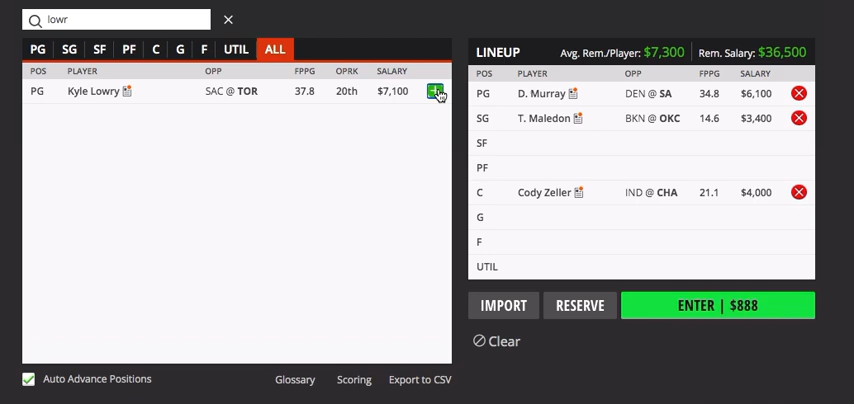 lowr
PG SG SF PF C G F UTIL ALL
POS PLAYER OPP FPPG OPRK SALARY
PG Kyle Lowry SAC @ TOR 37.8 20th $7,100
Auto Advance Positions Glossary Scoring Export to CSV
LINEUP Avg. Rem./Player: $7,300 Rem. Salary: $36,500
POS PLAYER OPP FPPG SALARY
PG D. Murray DEN @ SA 34.8 $6,100
SG T. Maledon BKN @ OKC 14.6 $3,400
SF
PF
C Cody Zeller IND @ CHA 21.1 $4,000
G
F
UTIL
IMPORT RESERVE ENTER | $888
Clear